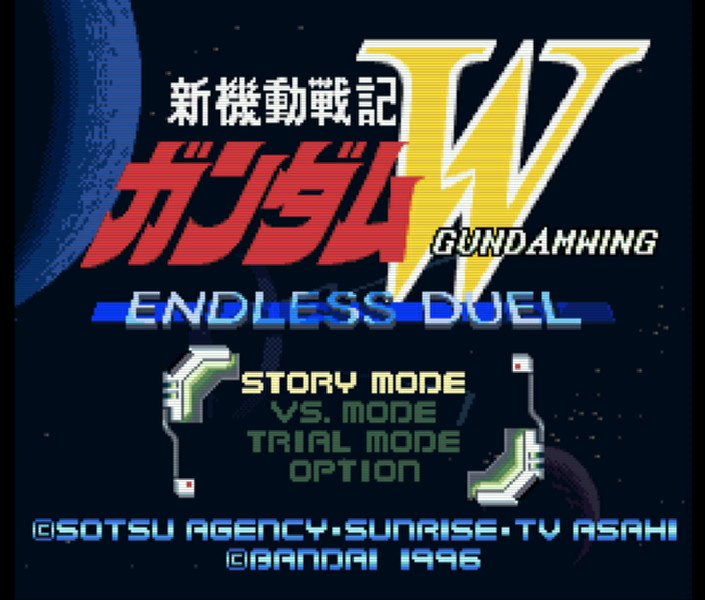 新機動戦記
ガンダムW
GUNDAMWING
ENDLESS DUEL
STORY MODE
VS. MODE
TRIAL MODE
OPTION
©SOTSU AGENCY·SUNRISE·TV ASAHI
©BANDAI 1996